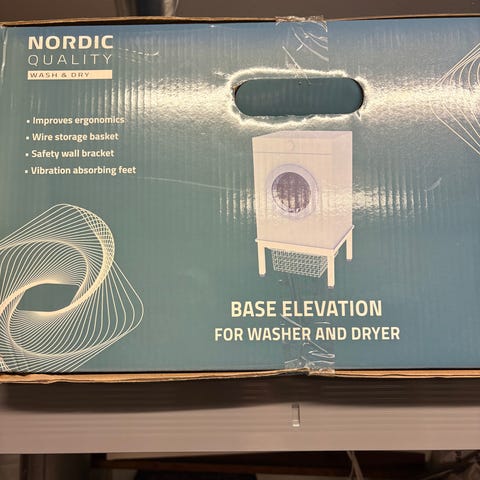 NORDIC
QUALITY
WASH & DRY
• Improves ergonomics
• Wire storage basket
• Safety wall bracket
• Vibration absorbing feet
BASE ELEVATION
FOR WASHER AND DRYER